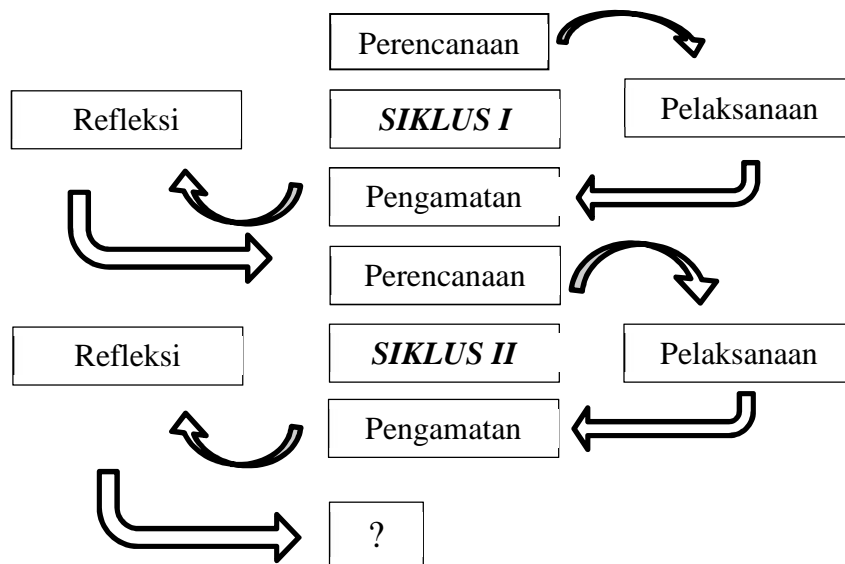 Perencanaan
Refleksi
SIKLUS I
Pelaksanaan
Pengamatan
Perencanaan
Refleksi
SIKLUS II
Pelaksanaan
Pengamatan
?